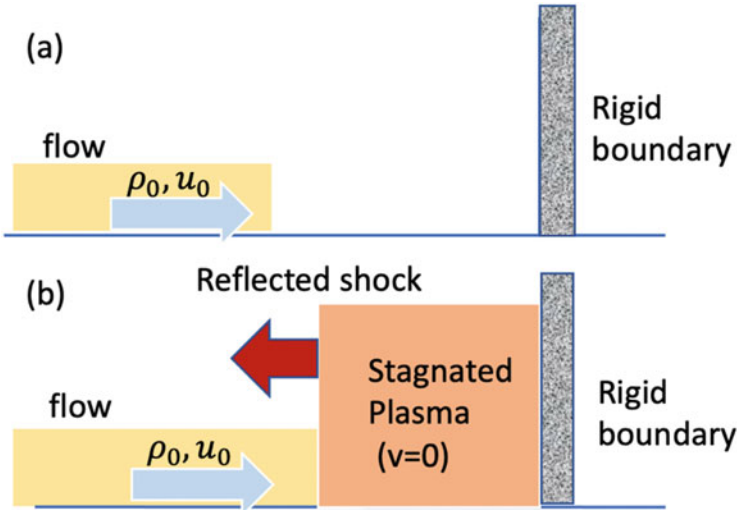 (a)
Rigid
boundary
flow
ρ₀, u₀
(b)
Reflected shock
Stagnated
Plasma
(v=0)
Rigid
boundary
flow
ρ₀, u₀